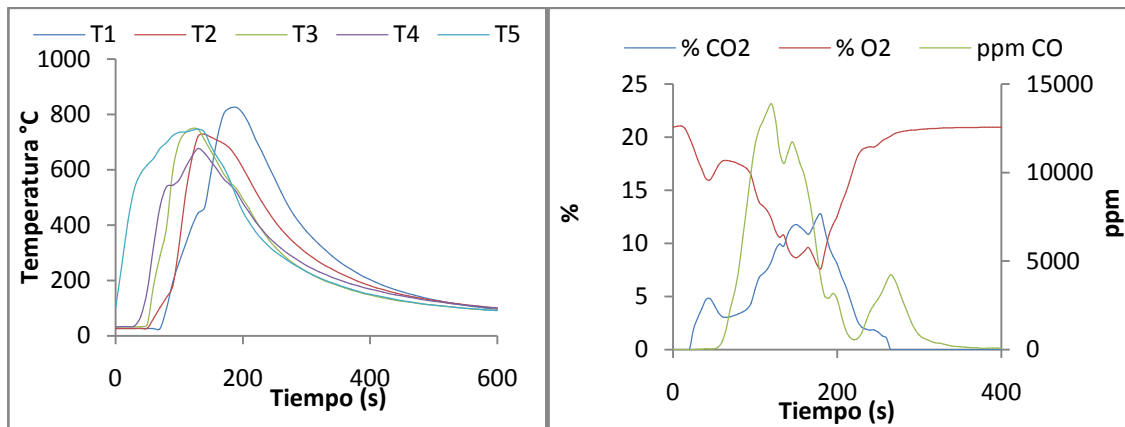 T1 T2 T3 T4 T5
1000
800
600
400
200
0
Temperatura °C
0 200 400 600
Tiempo (s)
% CO2 % O2 ppm CO
25
20
15
10
5
0
%
15000
10000
5000
0
ppm
0 200 400
Tiempo (s)